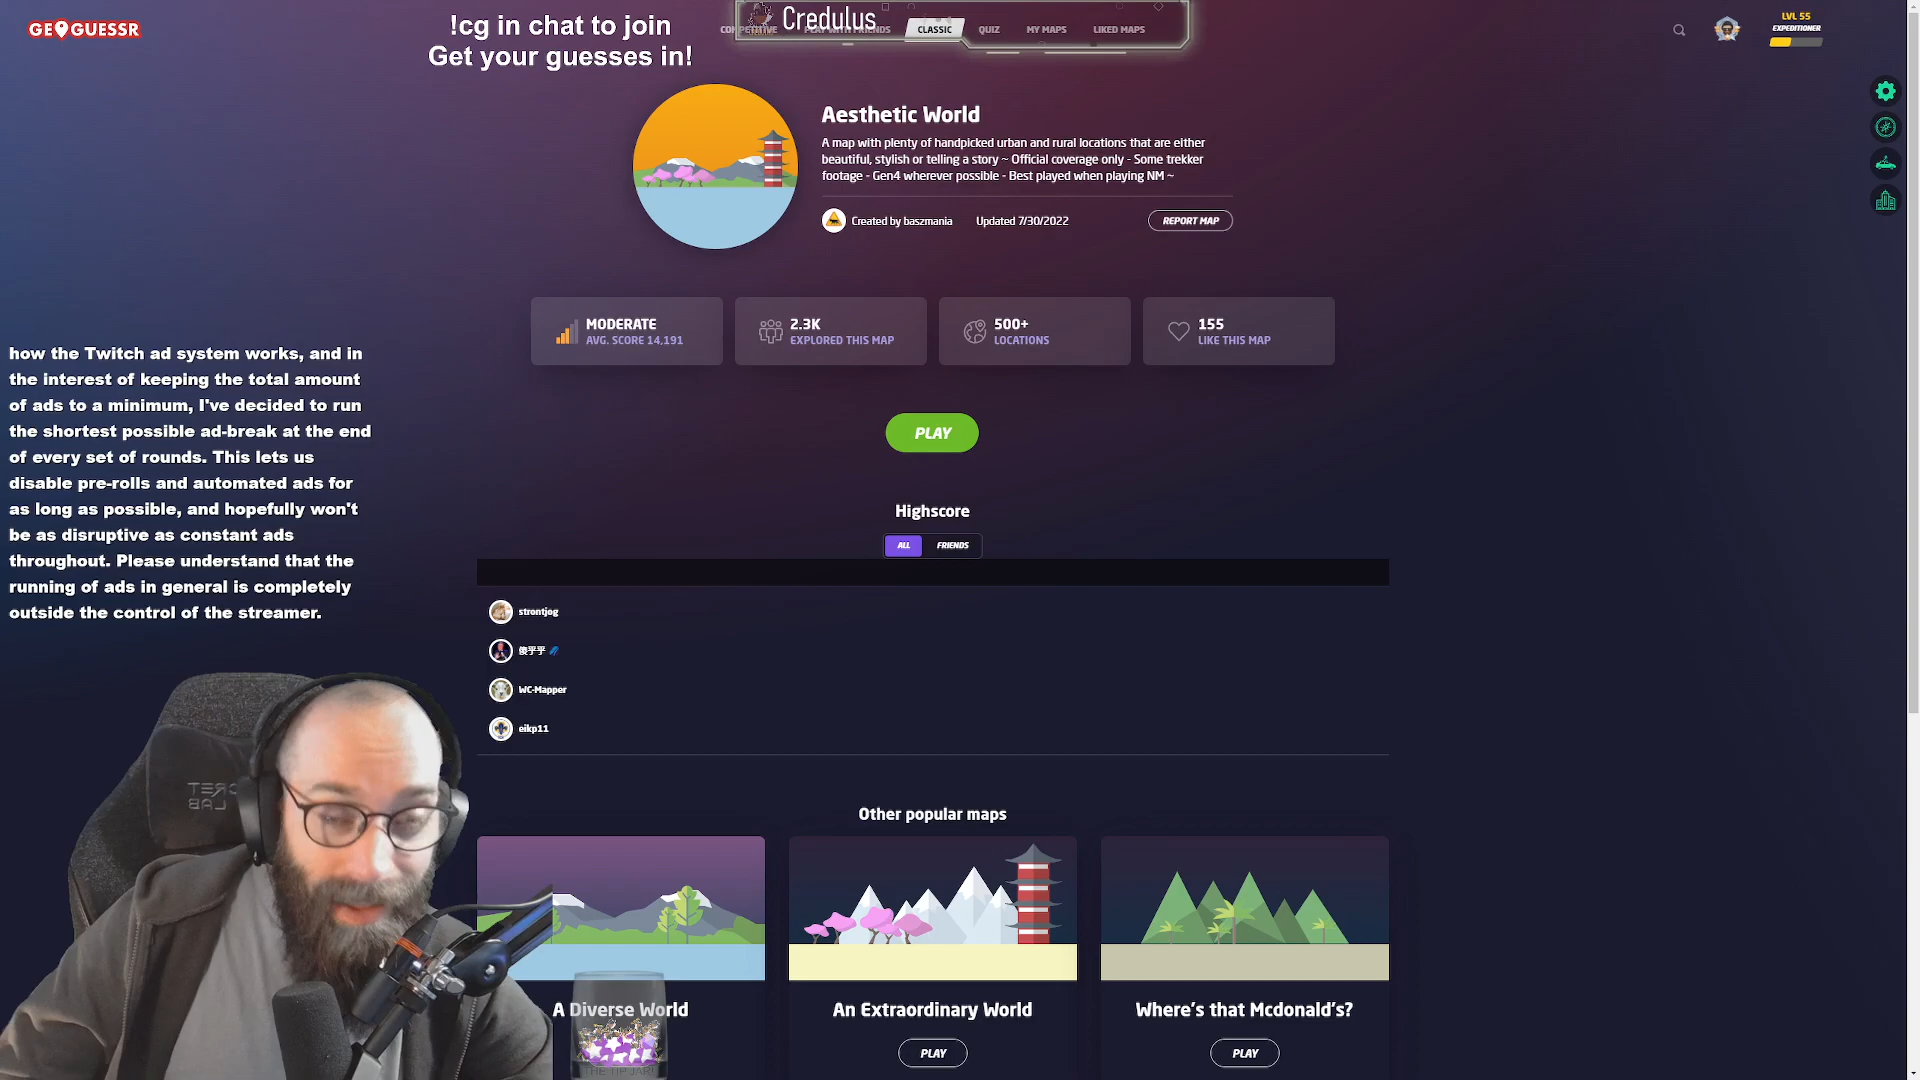 GEOGUESSR
!cg in chat to join
Get your guesses in!
Credulus
CLASSIC
QUIZ
MY MAPS
LIKED MAPS
LVL 55
EXPEDITIONER
Aesthetic World
A map with plenty of handpicked urban and rural locations that are either
beautiful, stylish or telling a story ~ Official coverage only - Some trekker
footage - Gen4 wherever possible - Best played when playing NM ~
Created by baszmania
Updated 7/30/2022
REPORT MAP
MODERATE
AVG. SCORE 14,191
2.3K
EXPLORED THIS MAP
500+
LOCATIONS
155
LIKE THIS MAP
how the Twitch ad system works, and in
the interest of keeping the total amount
of ads to a minimum, I've decided to run
the shortest possible ad-break at the end
of every set of rounds. This lets us
disable pre-rolls and automated ads for
as long as possible, and hopefully won't
be as disruptive as constant ads
throughout. Please understand that the
running of ads in general is completely
outside the control of the streamer.
PLAY
Highscore
ALL
FRIENDS
strontjog
傻乎乎
WC-Mapper
eikp11
Other popular maps
A Diverse World
An Extraordinary World
Where's that Mcdonald's?
PLAY
PLAY
THE TIP JAR!